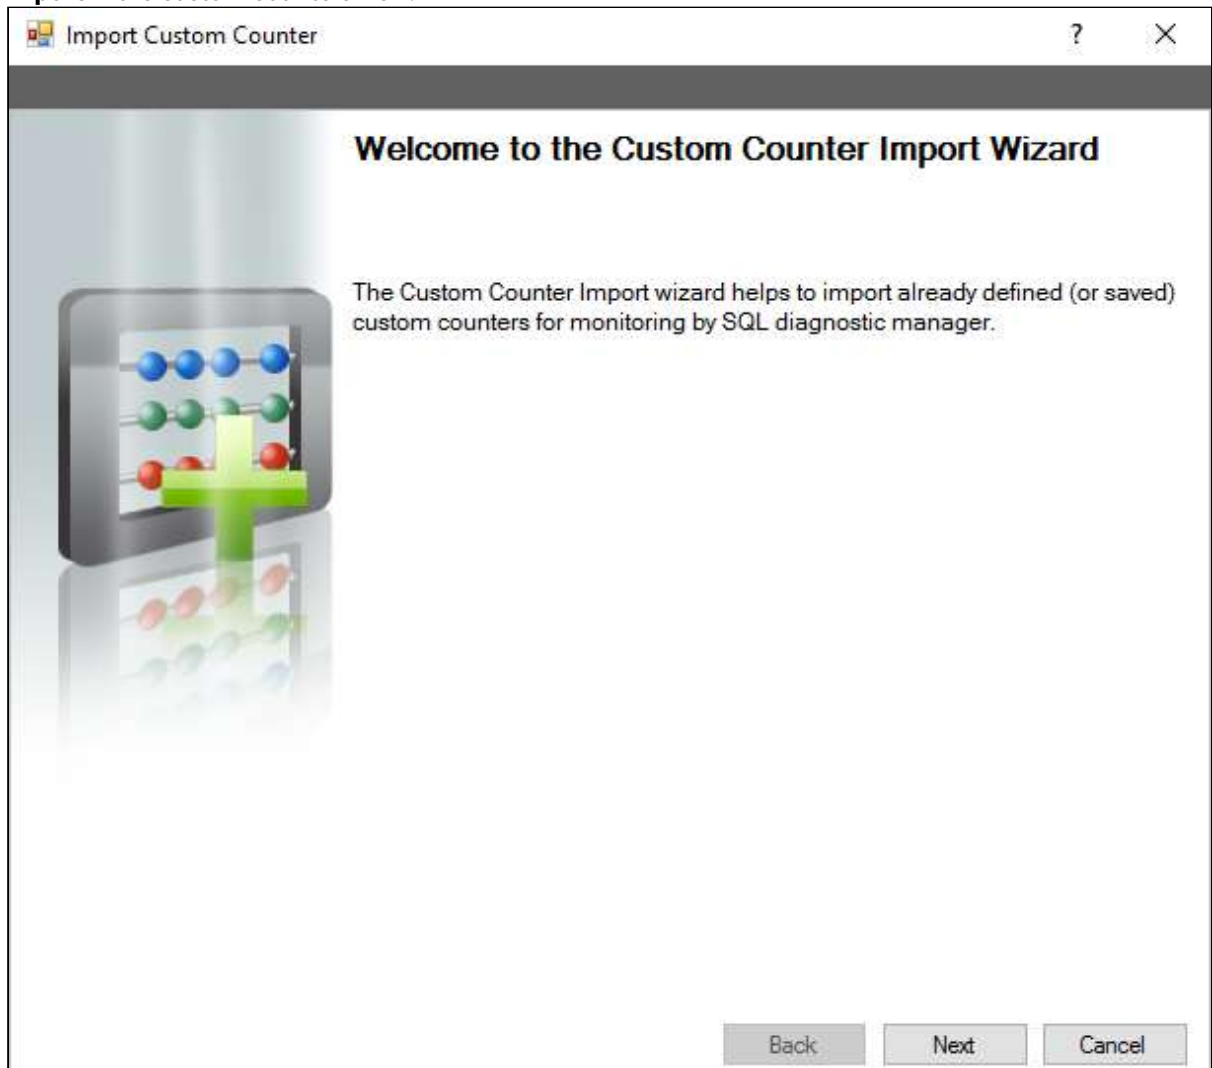 Import Custom Counter
?
Welcome to the Custom Counter Import Wizard
The Custom Counter Import wizard helps to import already defined (or saved)
custom counters for monitoring by SQL diagnostic manager.
Back
Next
Cancel